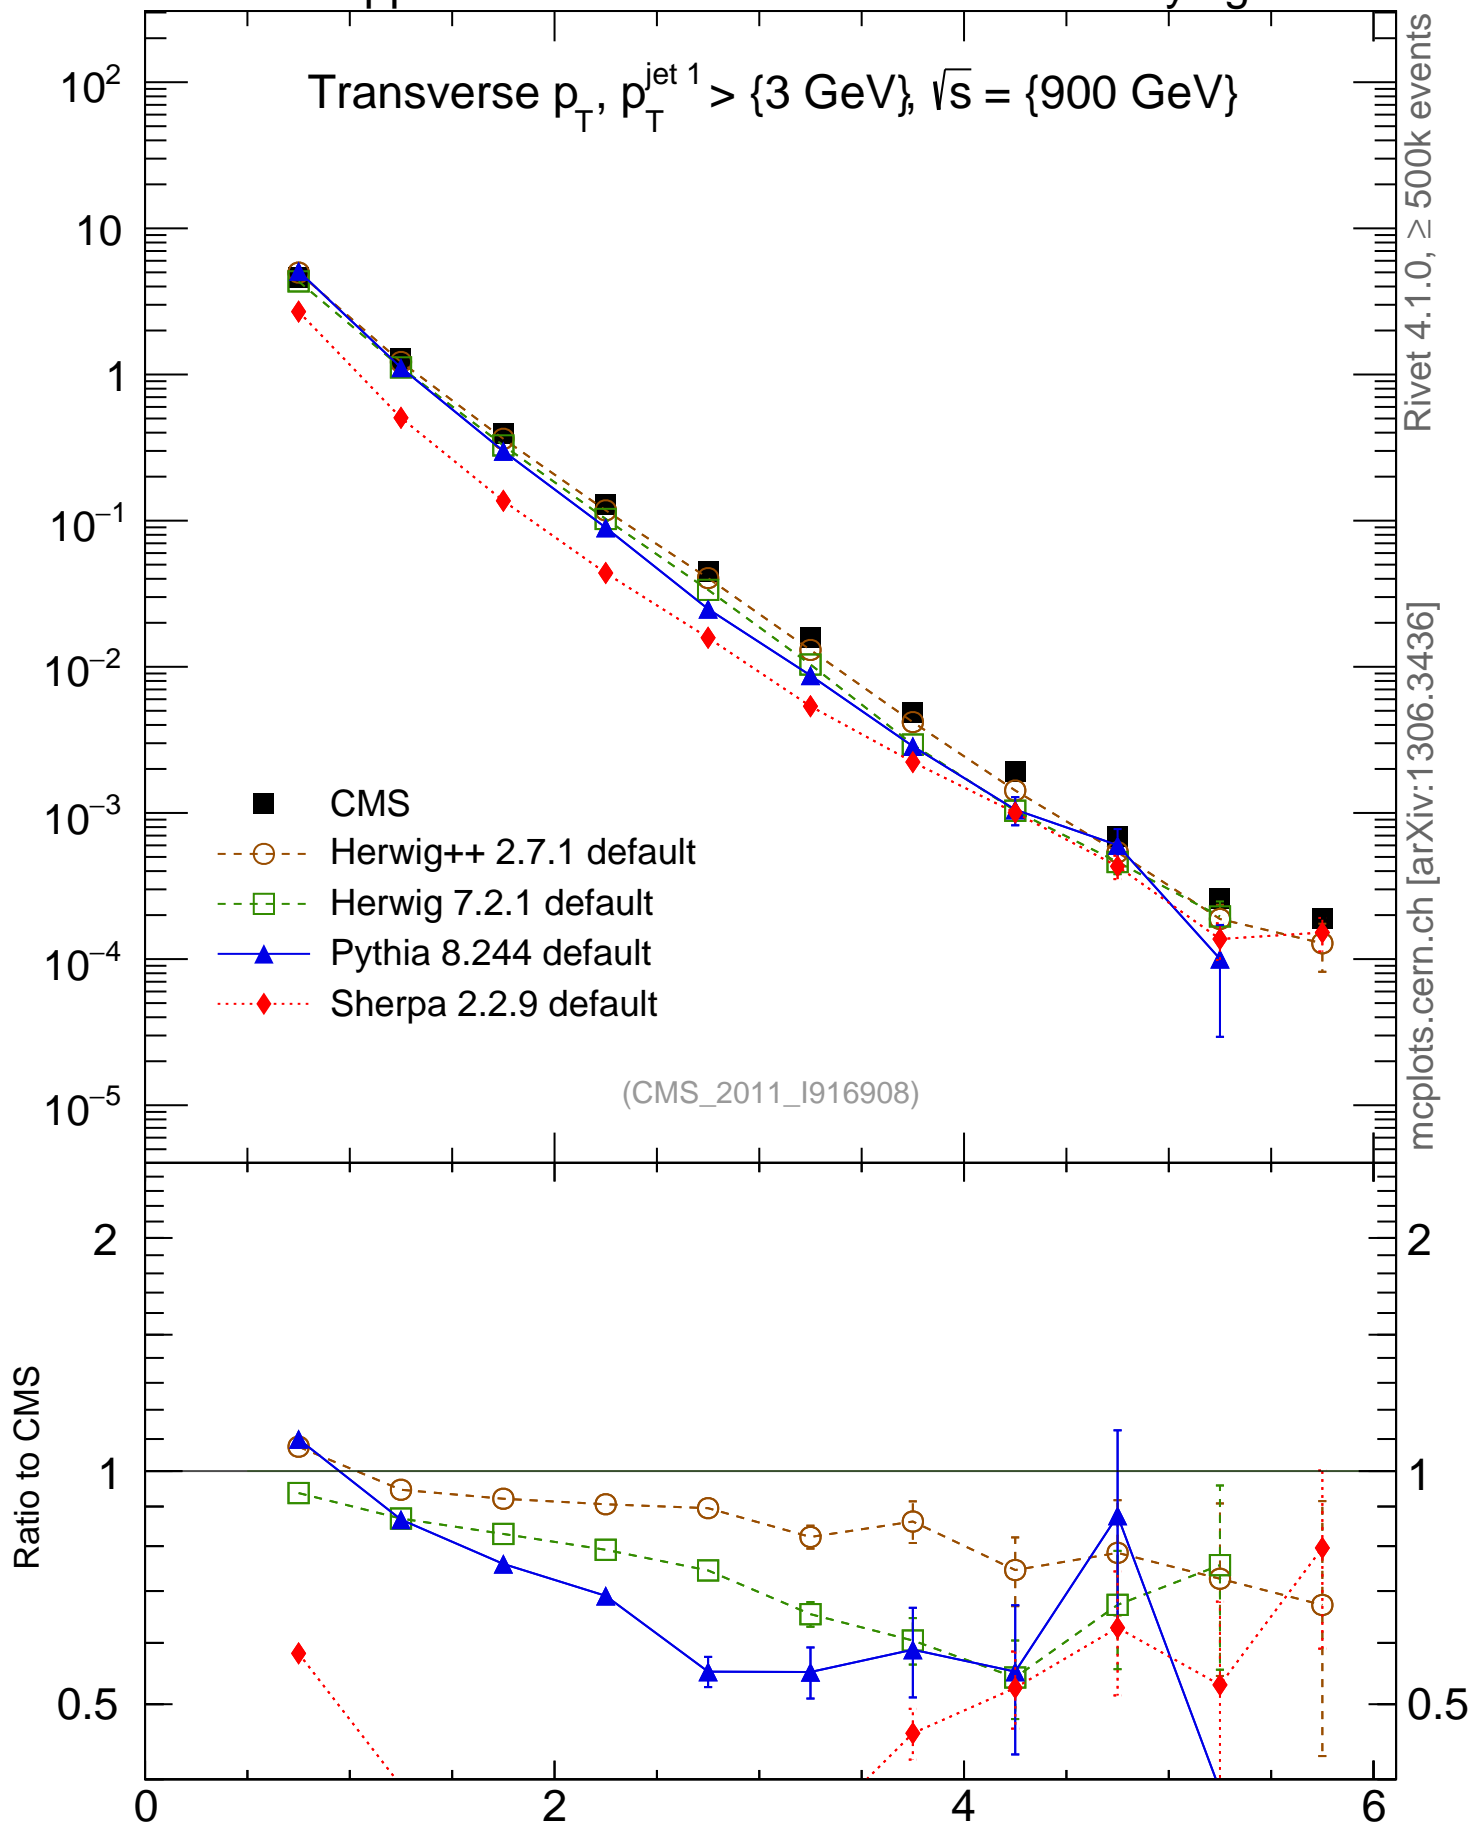 Transverse p_T, p_T^{jet 1} > {3 GeV}, √s = {900 GeV}
10²
10
1
10⁻¹
10⁻²
10⁻³
10⁻⁴
10⁻⁵
CMS
Herwig++ 2.7.1 default
Herwig 7.2.1 default
Pythia 8.244 default
Sherpa 2.2.9 default
(CMS_2011_I916908)
Rivet 4.1.0, ≥ 500k events
mcplots.cern.ch [arXiv:1306.3436]
Ratio to CMS
2
1
0.5
2
1
0.5
0
2
4
6